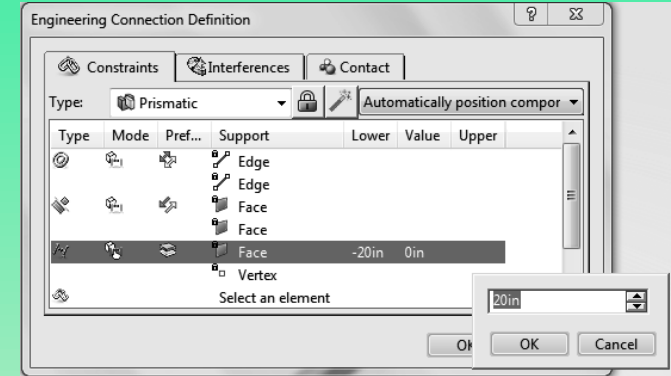 Engineering Connection Definition
Constraints Interferences Contact
Type: Prismatic Automatically position compor
Type Mode Pref... Support Lower Value Upper
Edge
Edge
Face
Face
Face -20in 0in
Vertex
Select an element
20in
OK OK Cancel